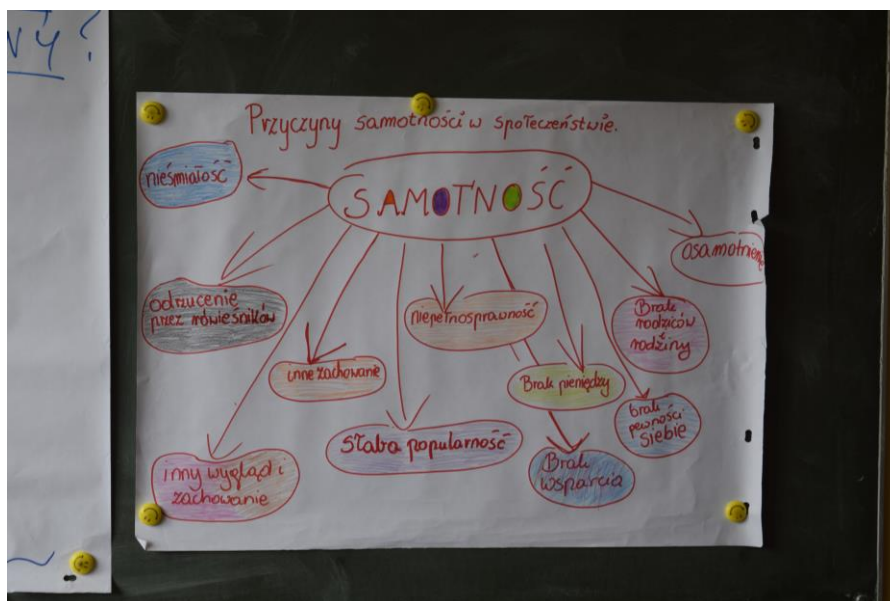 Przyczyny samotności w społeczeństwie.
SAMOTNOŚĆ
nieśmiałość
osamotnienie
odrzucenie
przez rówieśników
niepełnosprawność
Brak
rodziców
rodziny
inne zachowanie
Brak pieniędzy
brak
pewności
siebie
słaba popularność
Brak
wsparcia
inny wygląd i
zachowanie